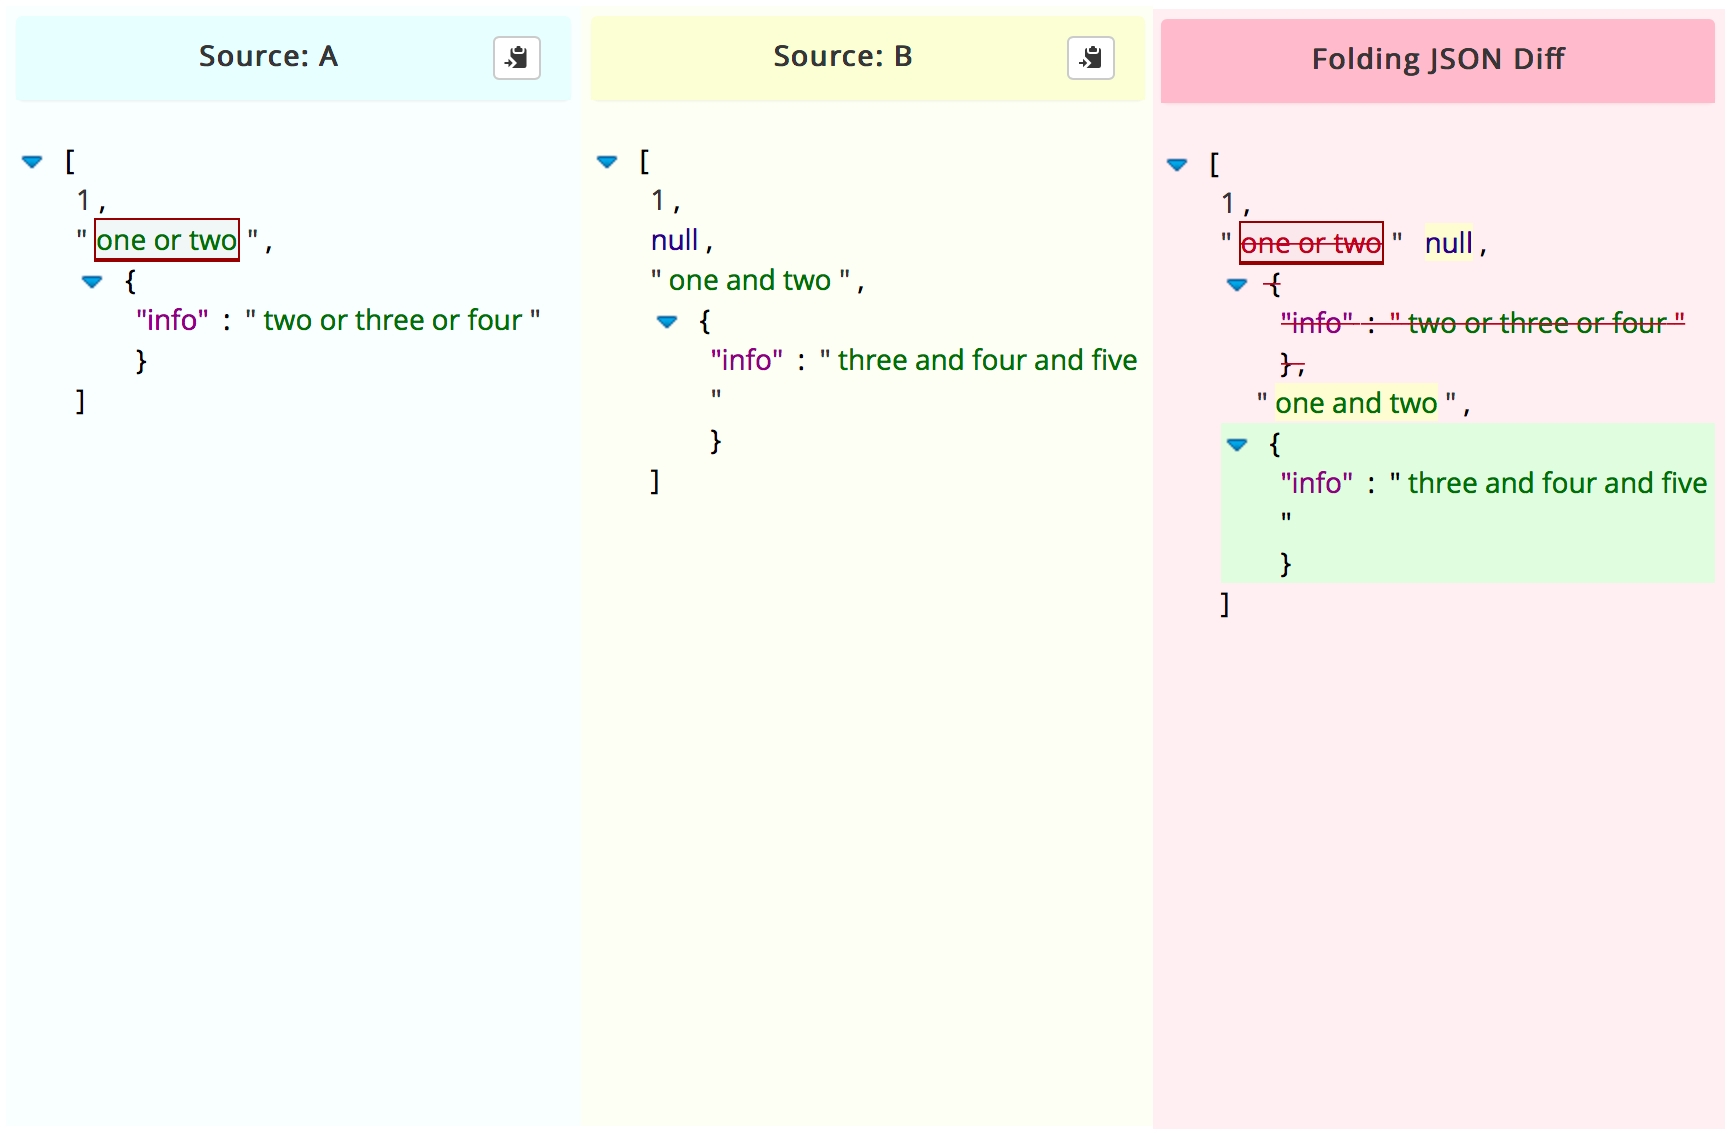 Source: A
[
1 ,
" one or two " ,
{
"info" : " two or three or four "
}
]
Source: B
[
1 ,
null ,
" one and two " ,
{
"info" : " three and four and five
"
}
]
Folding JSON Diff
[
1 ,
" one or two " null ,
{
"info" : " two or three or four "
} ,
" one and two " ,
{
"info" : " three and four and five
"
}
]